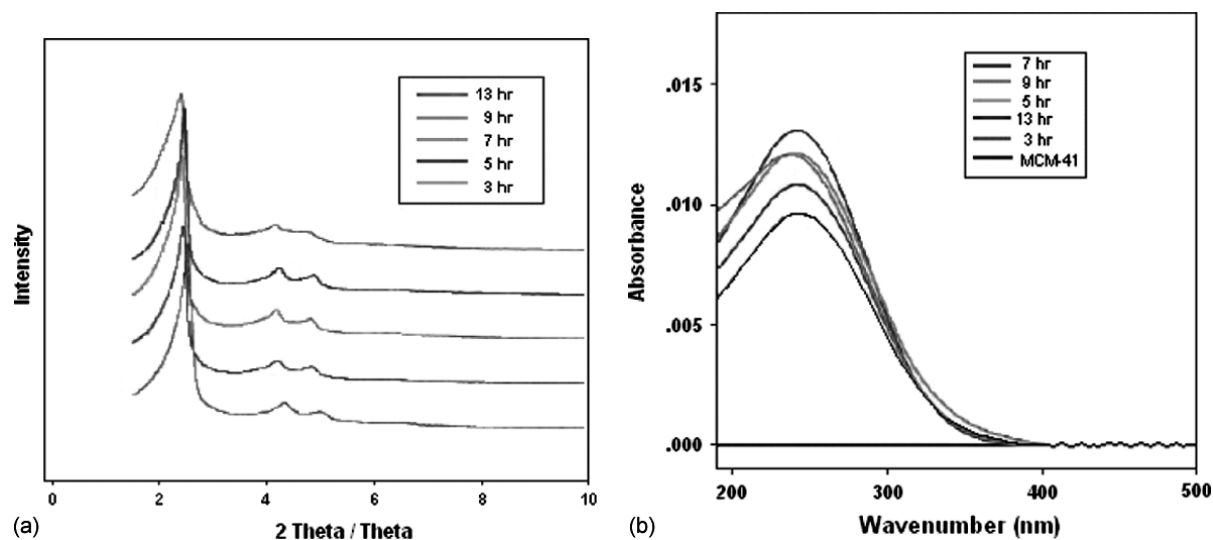 13 hr
9 hr
7 hr
5 hr
3 hr
Intensity
0 2 4 6 8 10
2 Theta / Theta
(a)
7 hr
9 hr
5 hr
13 hr
3 hr
MCM-41
.015
.010
.005
.000
Absorbance
200 300 400 500
Wavenumber (nm)
(b)